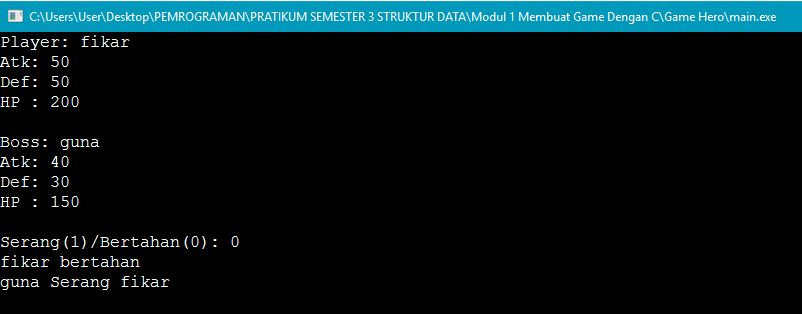 C:\Users\User\Desktop\PEMROGRAMAN\PRATIKUM SEMESTER 3 STRUKTUR DATA\Modul 1 Membuat Game Dengan C\Game Hero\main.exe
Player: fikar
Atk: 50
Def: 50
HP : 200
Boss: guna
Atk: 40
Def: 30
HP : 150
Serang(1)/Bertahan(0): 0
fikar bertahan
guna Serang fikar